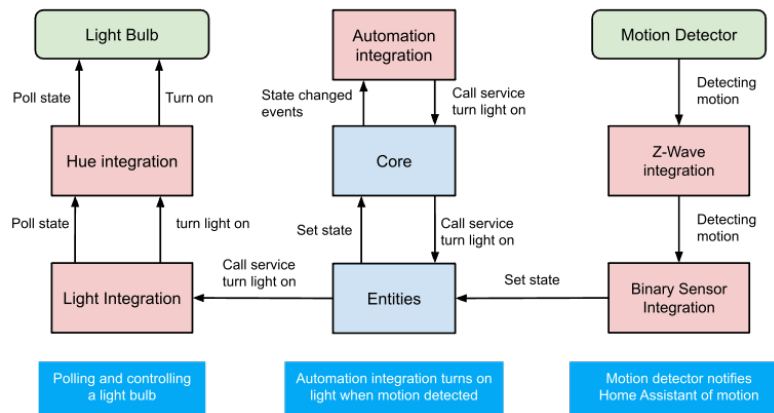 Light Bulb
Automation
integration
Motion Detector
Poll state
Turn on
State changed
events
Call service
turn light on
Detecting
motion
Hue integration
Core
Z-Wave
integration
Poll state
turn light on
Set state
Call service
turn light on
Detecting
motion
Call service
turn light on
Set state
Light Integration
Entities
Binary Sensor
Integration
Polling and controlling
a light bulb
Automation integration turns on
light when motion detected
Motion detector notifies
Home Assistant of motion